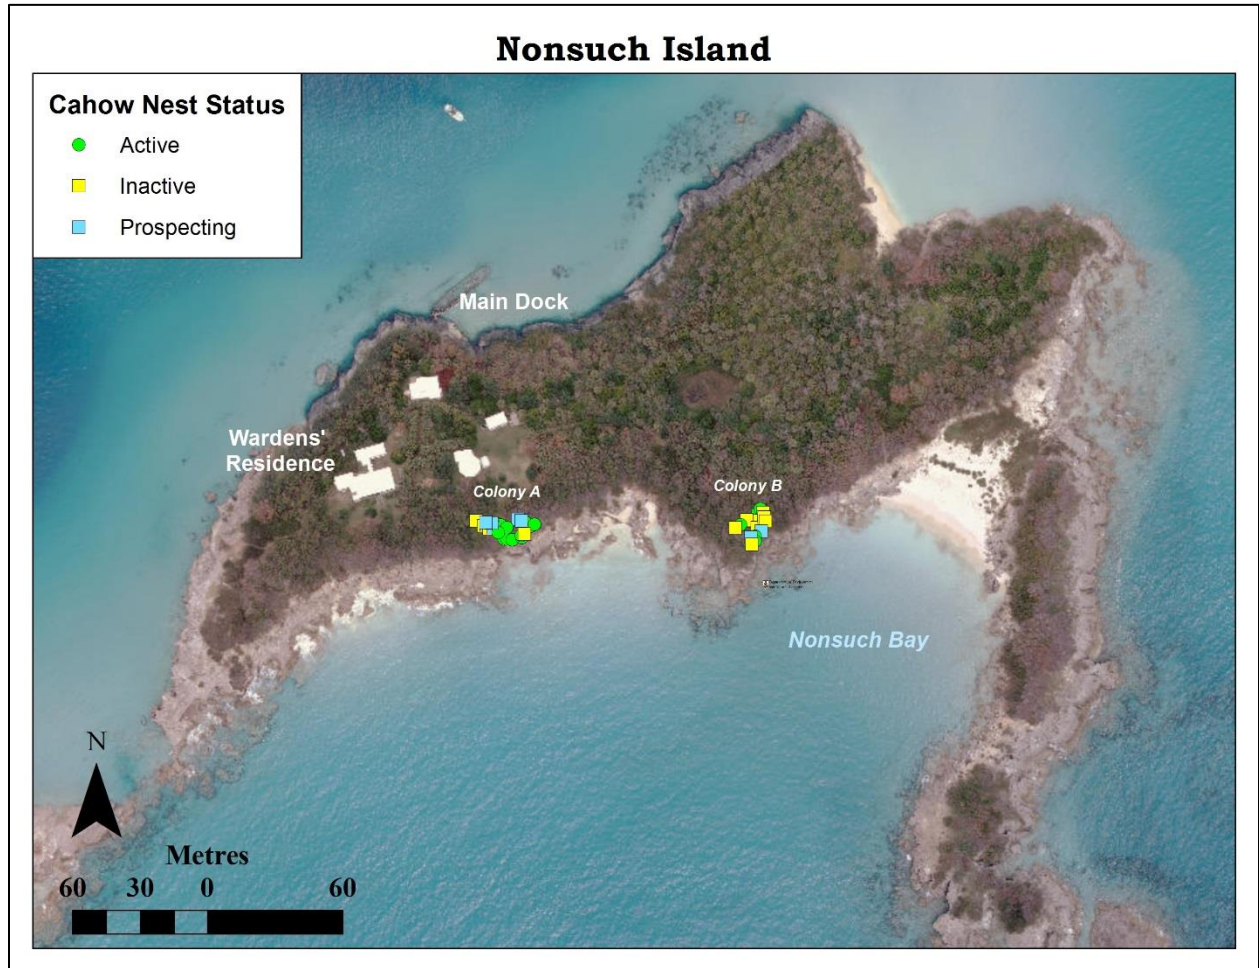 Nonsuch Island
Cahow Nest Status
Active
Inactive
Prospecting
Main Dock
Wardens'
Residence
Colony A
Colony B
Nonsuch Bay
N
Metres
60 30 0 60